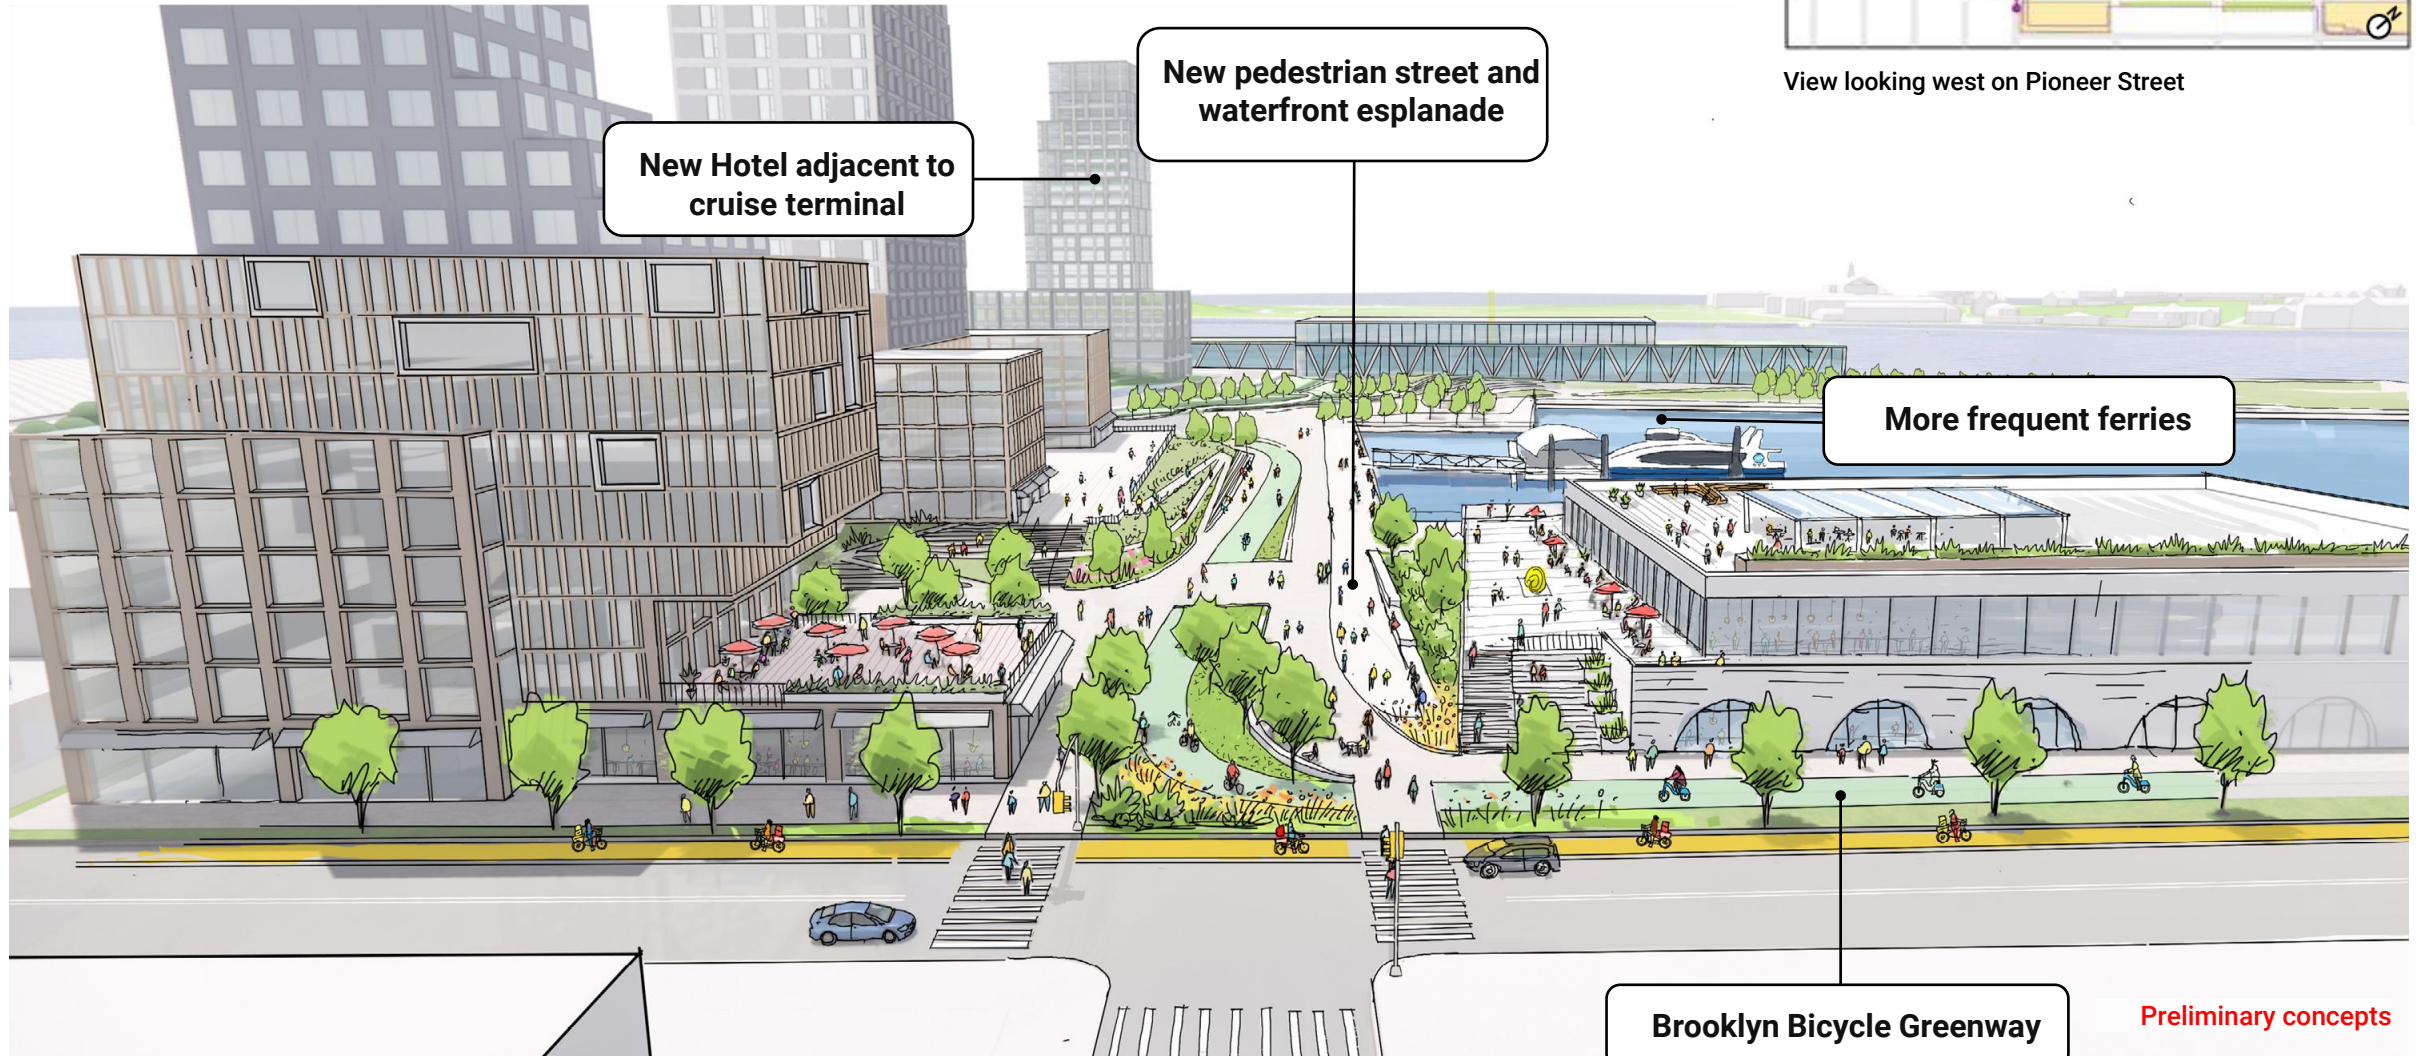 View looking west on Pioneer Street
New pedestrian street and
waterfront esplanade
New Hotel adjacent to
cruise terminal
More frequent ferries
Brooklyn Bicycle Greenway
Preliminary concepts